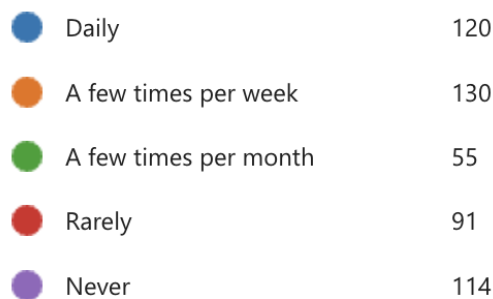 Daily 120
A few times per week 130
A few times per month 55
Rarely 91
Never 114